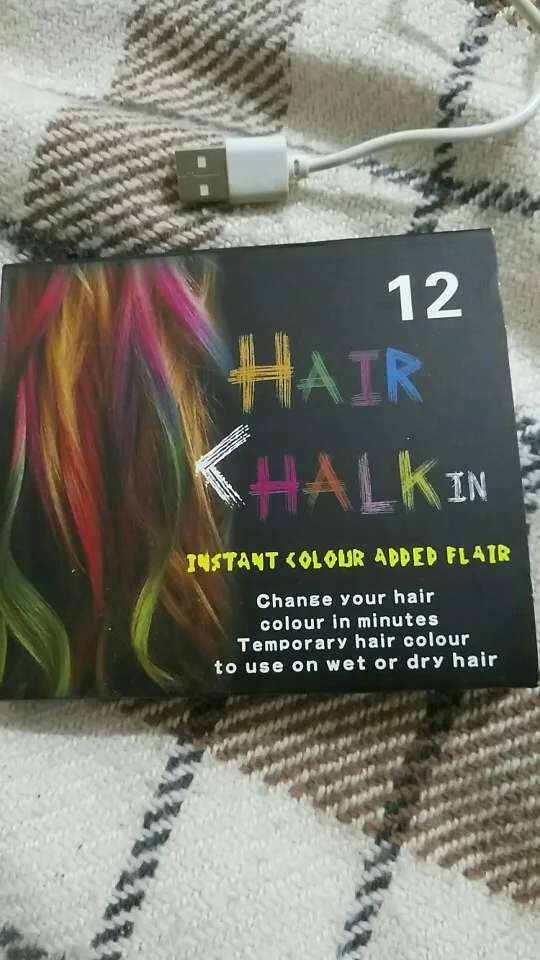 12
HAIR
CHALKIN
INSTANT COLOUR ADDED FLAIR
Change your hair
colour in minutes
Temporary hair colour
to use on wet or dry hair